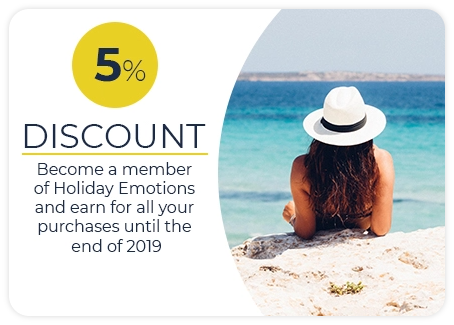 5%
DISCOUNT
Become a member
of Holiday Emotions
and earn for all your
purchases until the
end of 2019